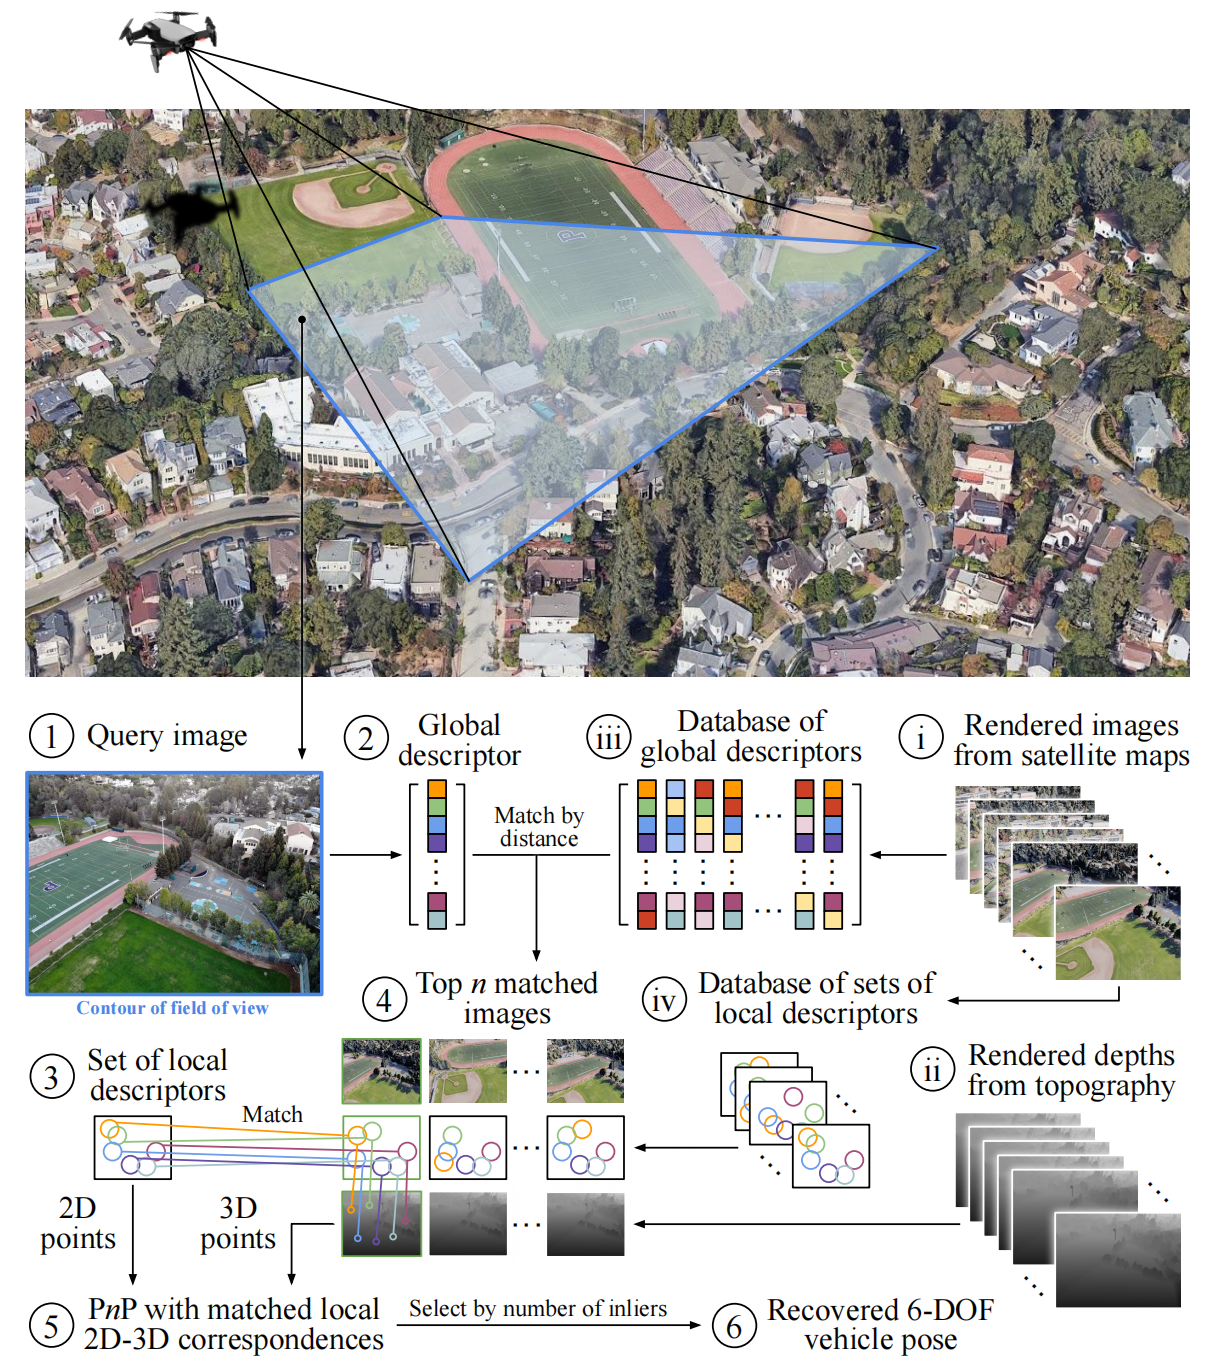 1 Query image
2 Global
descriptor
iii Database of
global descriptors
i Rendered images
from satellite maps
Match by
distance
Contour of field of view
4 Top n matched
images
iv Database of sets of
local descriptors
3 Set of local
descriptors
ii Rendered depths
from topography
Match
2D
points
3D
points
5 PnP with matched local
2D-3D correspondences
Select by number of inliers
6 Recovered 6-DOF
vehicle pose